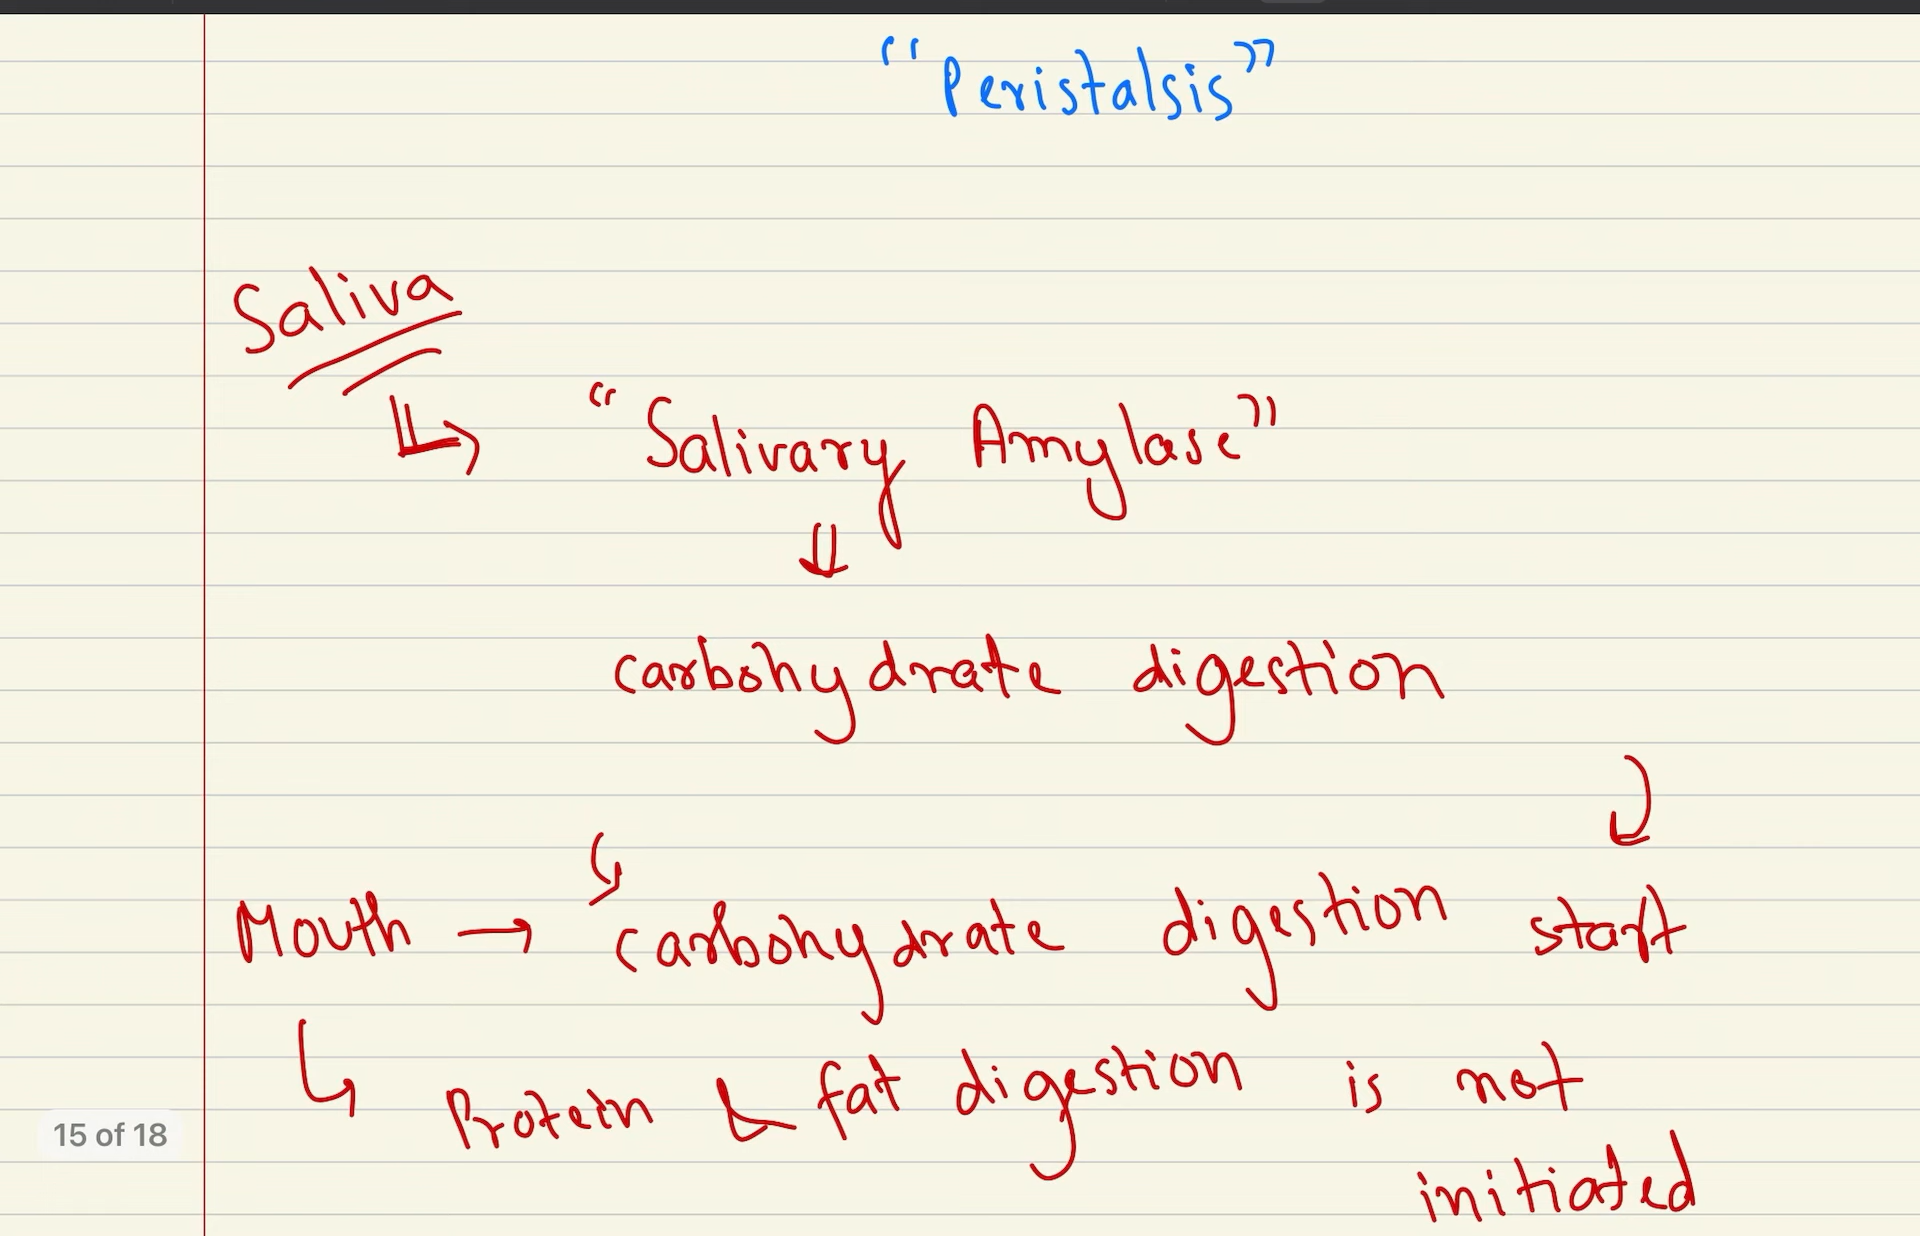 “Peristalsis”
Saliva
“Salivary Amylase”
carbohydrate digestion
Mouth → carbohydrate digestion start
Protein & fat digestion is not
initiated
15 of 18